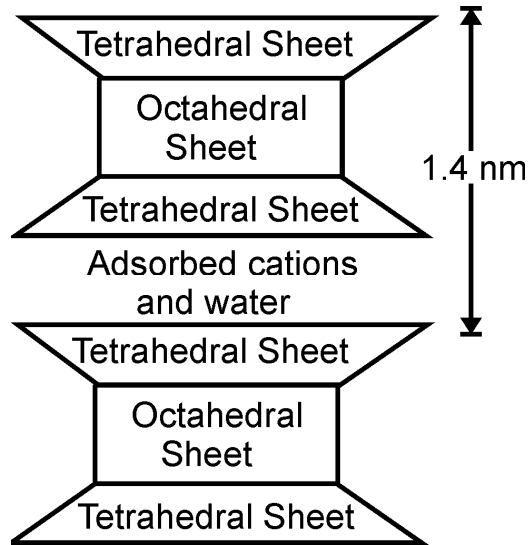 Tetrahedral Sheet
Octahedral
Sheet
1.4 nm
Tetrahedral Sheet
Adsorbed cations
and water
Tetrahedral Sheet
Octahedral
Sheet
Tetrahedral Sheet